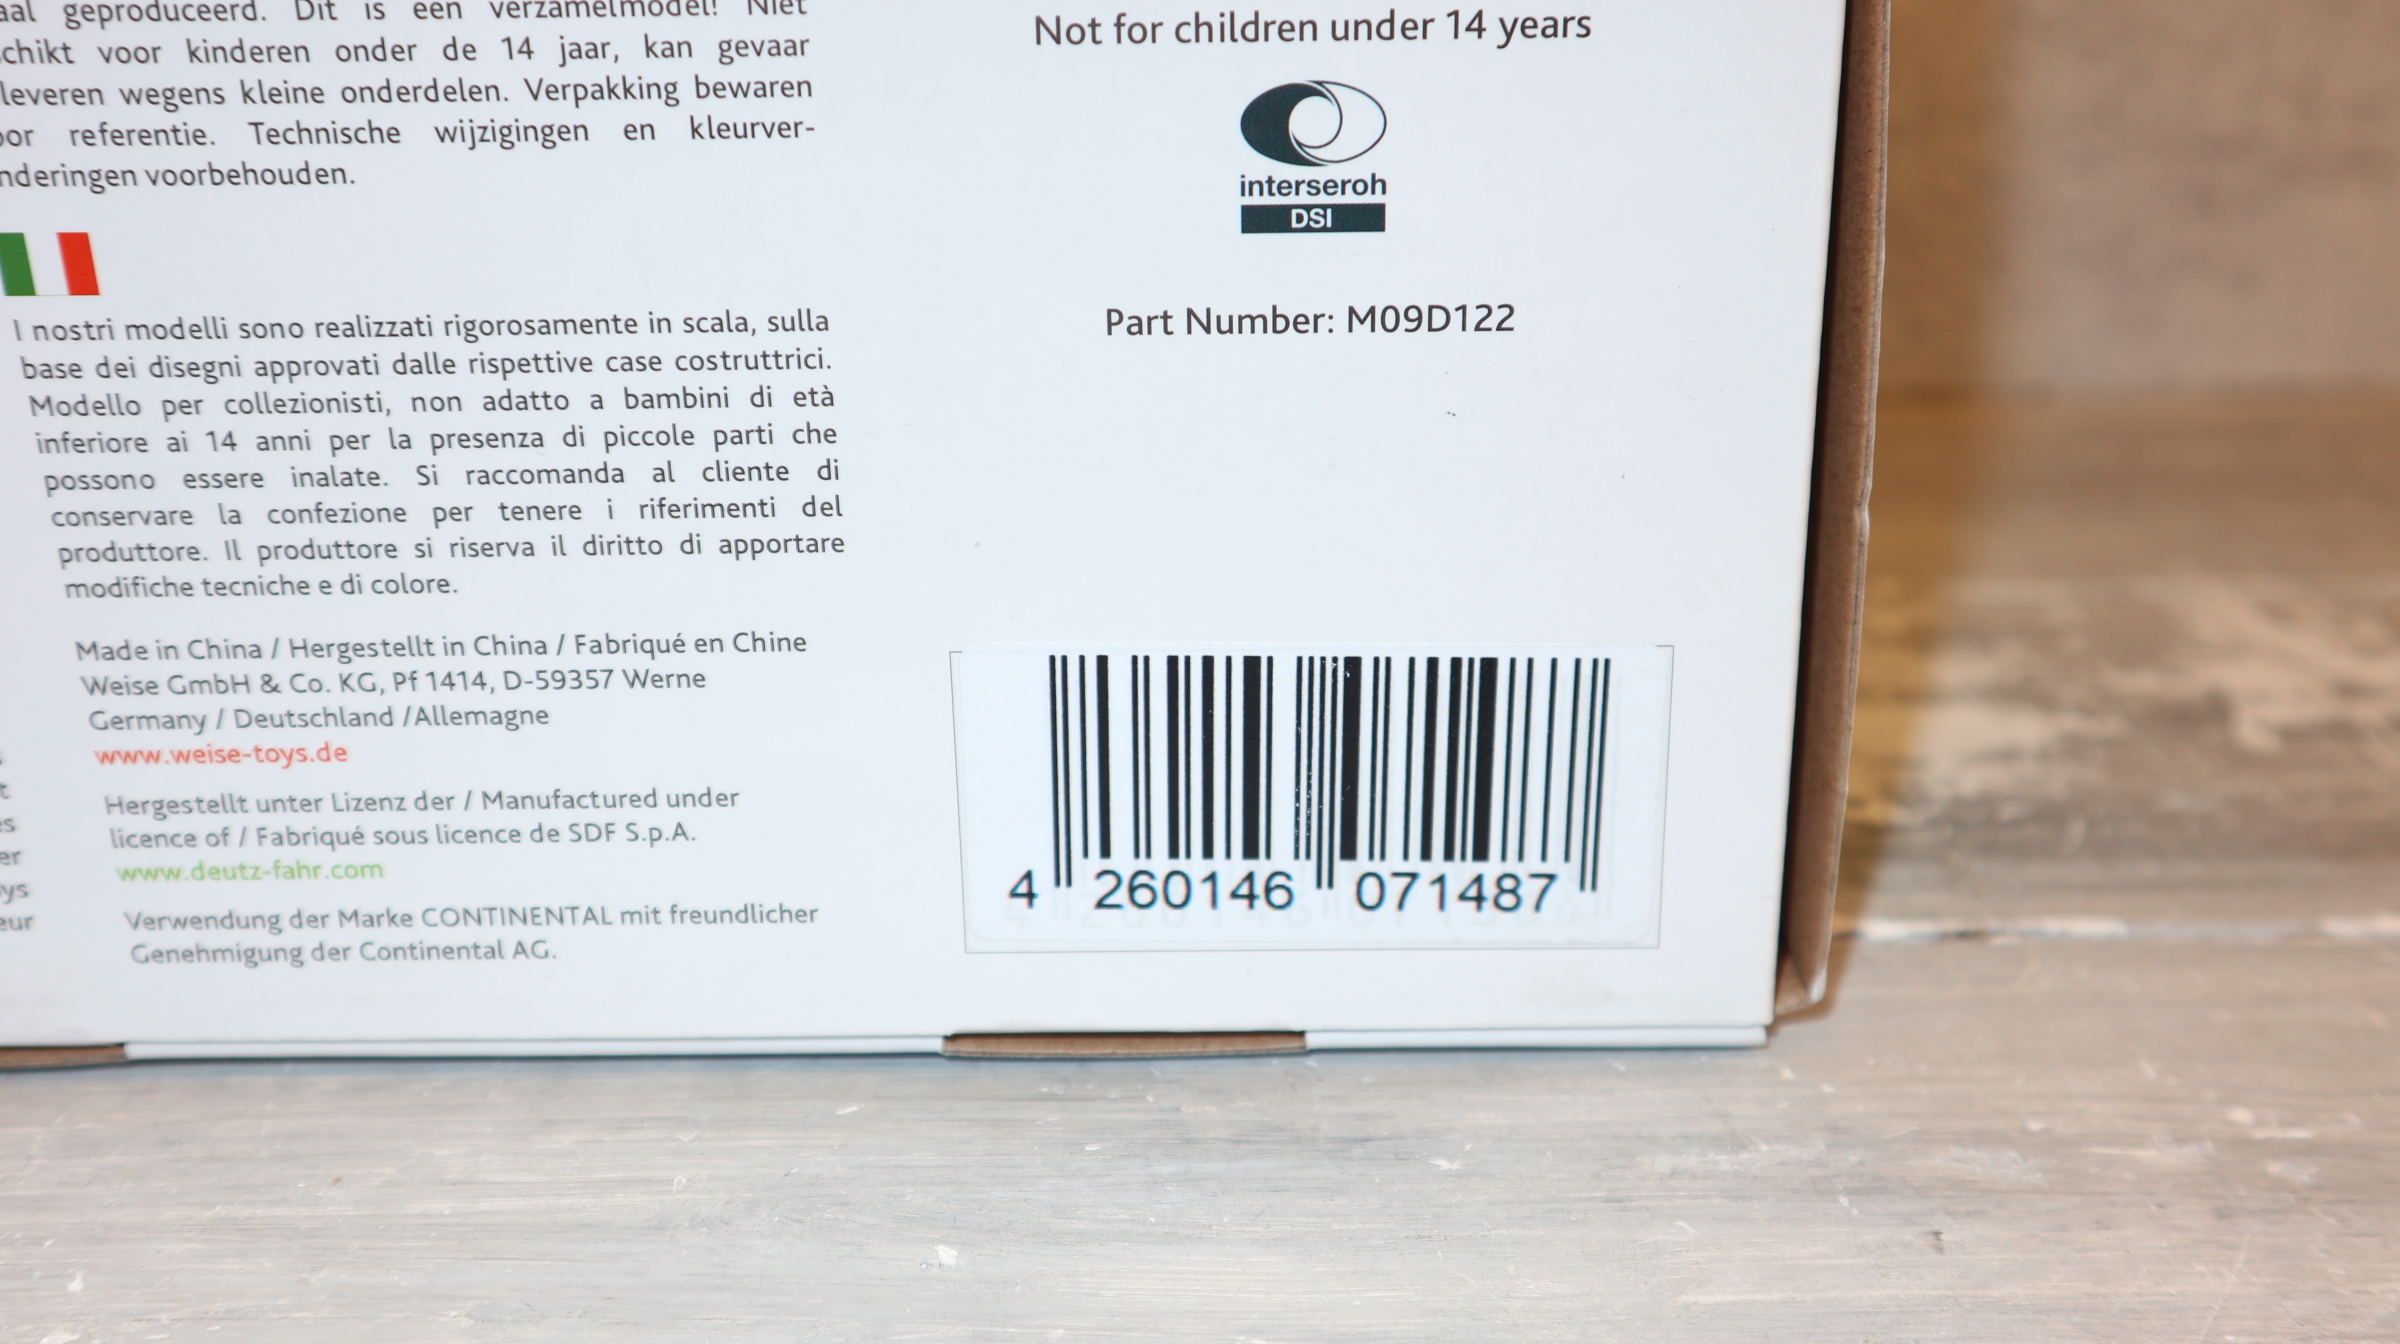 geproduceerd. Dit is een verzamelmodel! Niet
voor kinderen onder de 14 jaar, kan gevaar
leveren wegens kleine onderdelen. Verpakking bewaren
referentie. Technische wijzigingen en kleurver-
nderingen voorbehouden.
I nostri modelli sono realizzati rigorosamente in scala, sulla
base dei disegni approvati dalle rispettive case costruttrici.
Modello per collezionisti, non adatto a bambini di età
inferiore ai 14 anni per la presenza di piccole parti che
possono essere inalate. Si raccomanda al cliente di
conservare la confezione per tenere i riferimenti del
produttore. Il produttore si riserva il diritto di apportare
modifiche tecniche e di colore.
Made in China / Hergestellt in China / Fabriqué en Chine
Weise GmbH & Co. KG, Pf 1414, D-59357 Werne
Germany / Deutschland /Allemagne
www.weise-toys.de
Hergestellt unter Lizenz der / Manufactured under
licence of / Fabriqué sous licence de SDF S.p.A.
www.deutz-fahr.com
Verwendung der Marke CONTINENTAL mit freundlicher
Genehmigung der Continental AG.
Not for children under 14 years
interseroh
DSI
Part Number: M09D122
4 260146 071487